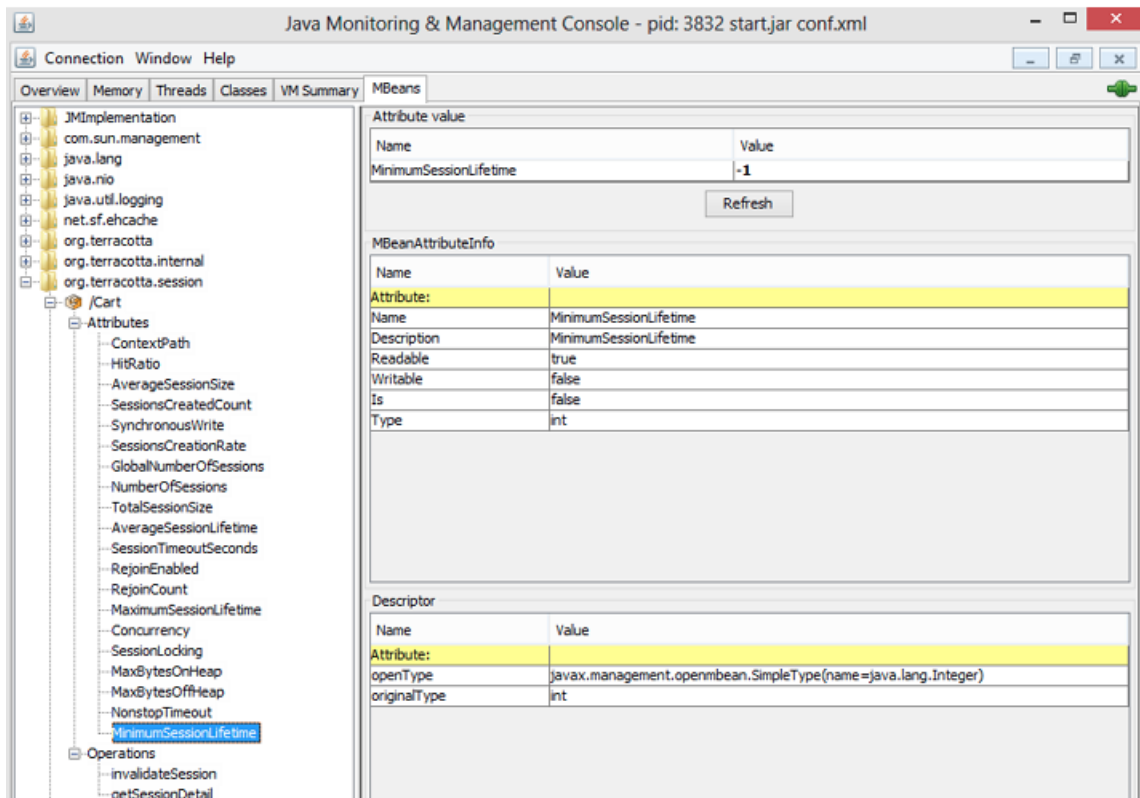 Java Monitoring & Management Console - pid: 3832 start.jar conf.xml
Connection Window Help
Overview Memory Threads Classes VM Summary MBeans
JMImplementation
com.sun.management
java.lang
java.nio
java.util.logging
net.sf.ehcache
org.terracotta
org.terracotta.internal
org.terracotta.session
/Cart
Attributes
ContextPath
HitRatio
AverageSessionSize
SessionsCreatedCount
SynchronousWrite
SessionsCreationRate
GlobalNumberOfSessions
NumberOfSessions
TotalSessionSize
AverageSessionLifetime
SessionTimeoutSeconds
RejoinEnabled
RejoinCount
MaximumSessionLifetime
Concurrency
SessionLocking
MaxBytesOnHeap
MaxBytesOffHeap
NonstopTimeout
MinimumSessionLifetime
Operations
invalidateSession
getSessionDetail
Attribute value
Name Value
MinimumSessionLifetime -1
Refresh
MBeanAttributeInfo
Name Value
Attribute:
Name MinimumSessionLifetime
Description MinimumSessionLifetime
Readable true
Writable false
Is false
Type int
Descriptor
Name Value
Attribute:
openType javax.management.openmbean.SimpleType(name=java.lang.Integer)
originalType int